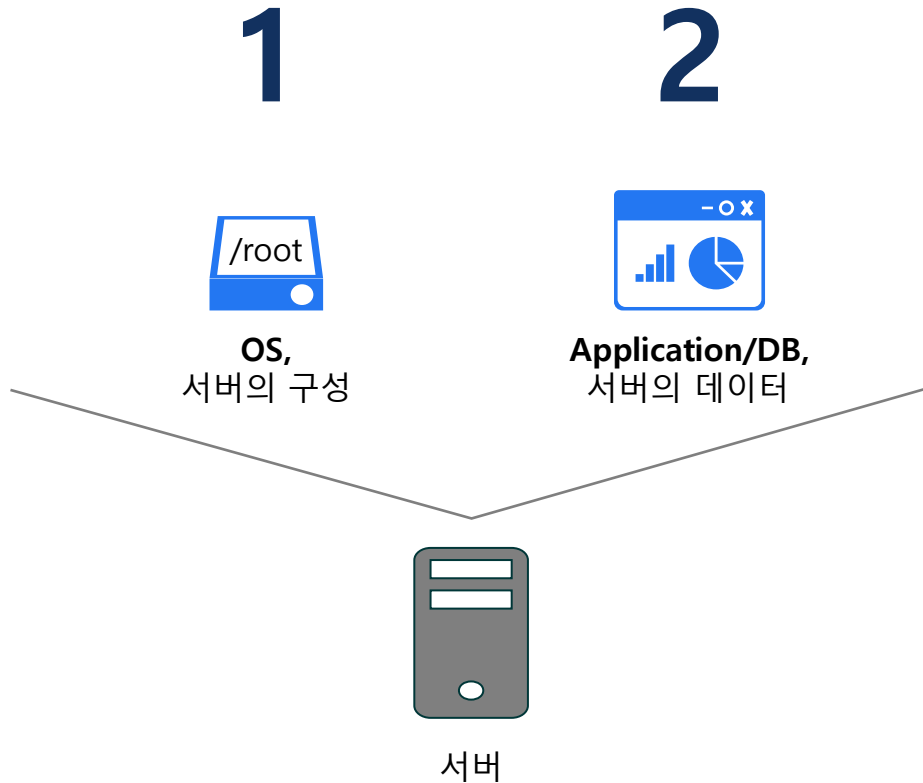 1
2
/root
OS,
서버의 구성
Application/DB,
서버의 데이터
서버